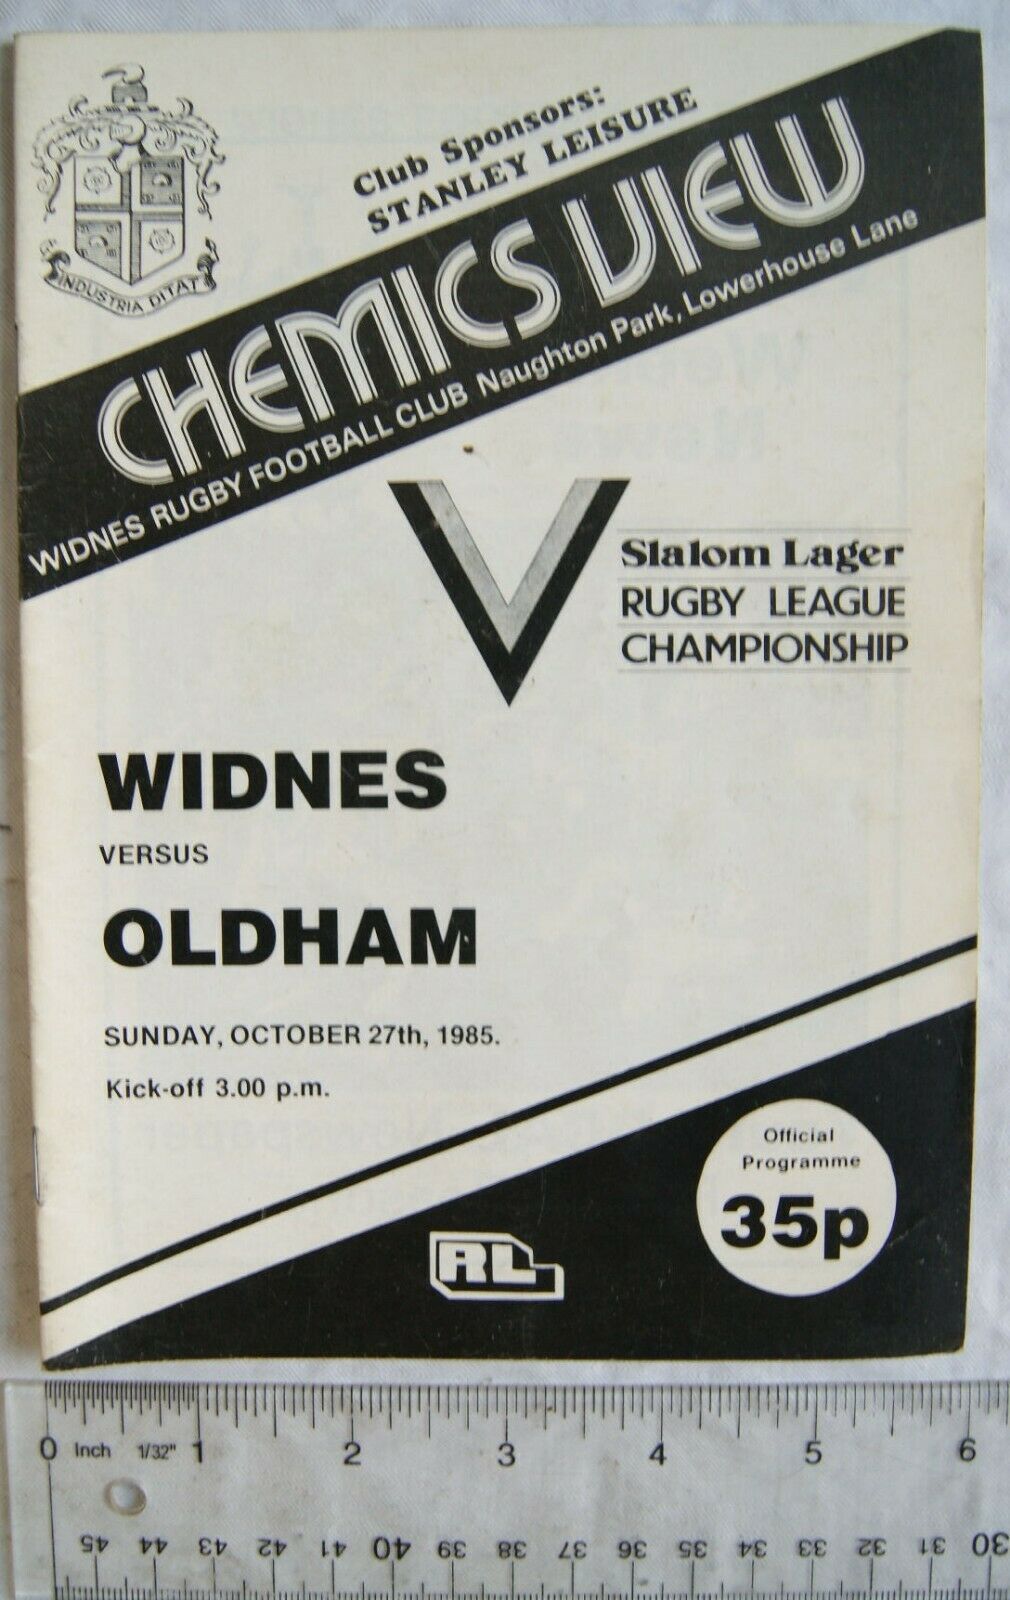 Club Sponsors:
STANLEY LEISURE
CHEMICS VIEW
WIDNES RUGBY FOOTBALL CLUB Naughton Park, Lowerhouse Lane
INDUSTRIA DITAT
Slalom Lager
RUGBY LEAGUE
CHAMPIONSHIP
WIDNES
VERSUS
OLDHAM
SUNDAY, OCTOBER 27th, 1985.
Kick-off 3.00 p.m.
Official
Programme
35p
RL
0 Inch 1/32" 1 2 3 4 5 6
45 44 43 42 41 40 39 38 37 36 35 34 33 32 31 30